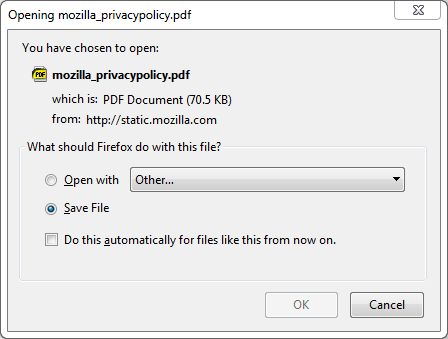 Opening mozilla_privacypolicy.pdf
You have chosen to open:
PDF
mozilla_privacypolicy.pdf
which is: PDF Document (70.5 KB)
from: http://static.mozilla.com
What should Firefox do with this file?
Open with Other...
Save File
Do this automatically for files like this from now on.
OK Cancel